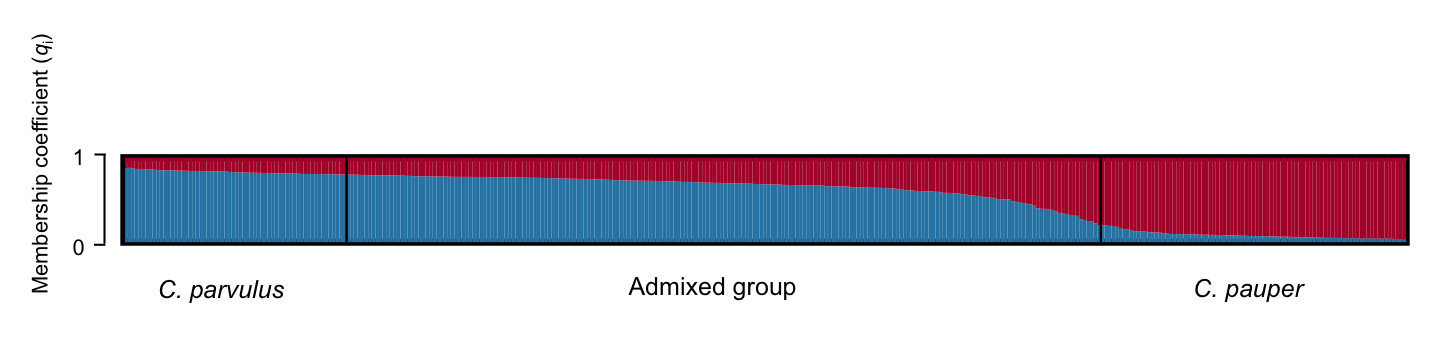 Membership coefficient (qi)
1
0
C. parvulus
Admixed group
C. pauper